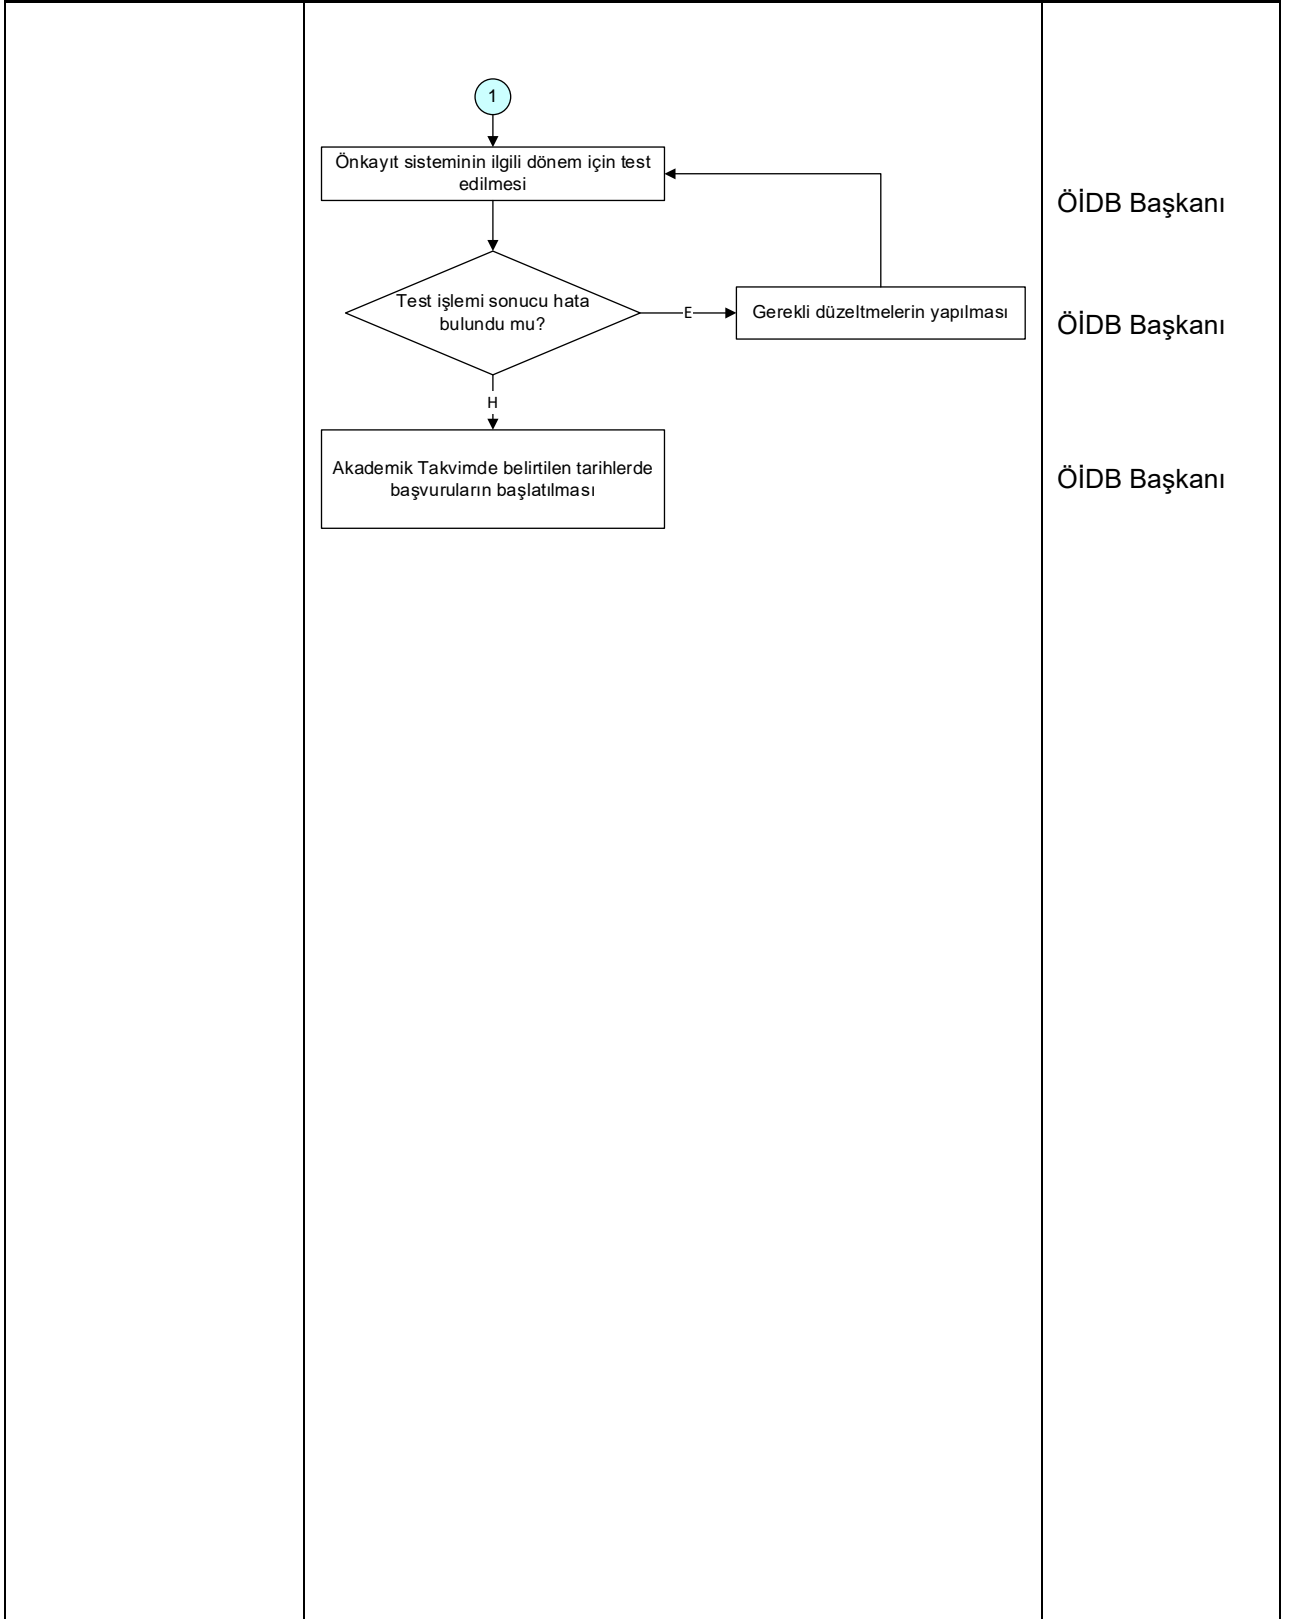 1
Önkayıt sisteminin ilgili dönem için test
edilmesi
ÖİDB Başkanı
Test işlemi sonucu hata
bulundu mu?
E
Gerekli düzeltmelerin yapılması
ÖİDB Başkanı
H
Akademik Takvimde belirtilen tarihlerde
başvuruların başlatılması
ÖİDB Başkanı